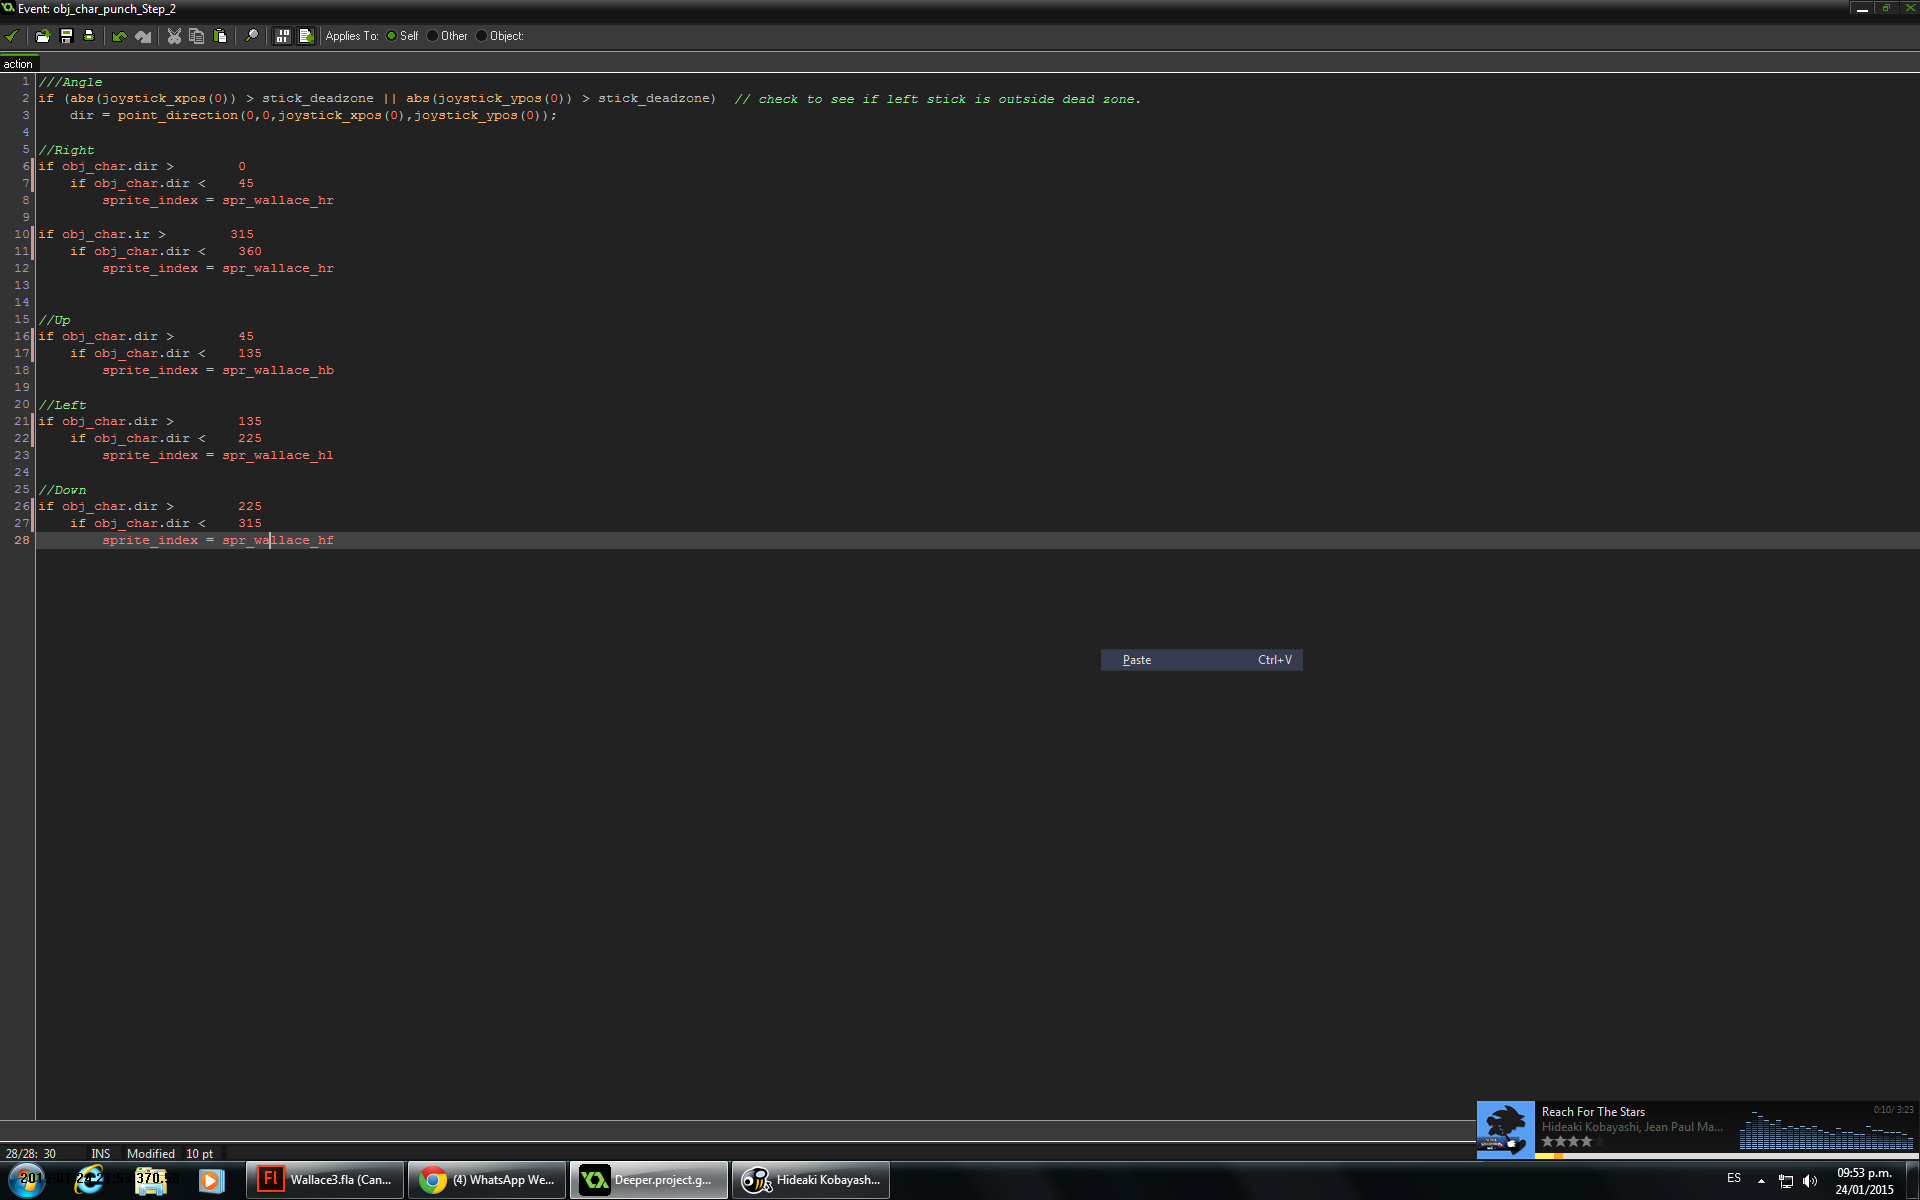 Event: obj_char_punch_Step_2
Applies To: Self Other Object:
action
1 ///Angle
2 if (abs(joystick_xpos(0)) > stick_deadzone || abs(joystick_ypos(0)) > stick_deadzone) // check to see if left stick is outside dead zone.
3 dir = point_direction(0,0,joystick_xpos(0),joystick_ypos(0));
4
5 //Right
6 if obj_char.dir > 0
7 if obj_char.dir < 45
8 sprite_index = spr_wallace_hr
9
10 if obj_char.ir > 315
11 if obj_char.dir < 360
12 sprite_index = spr_wallace_hr
13
14
15 //Up
16 if obj_char.dir > 45
17 if obj_char.dir < 135
18 sprite_index = spr_wallace_hb
19
20 //Left
21 if obj_char.dir > 135
22 if obj_char.dir < 225
23 sprite_index = spr_wallace_hl
24
25 //Down
26 if obj_char.dir > 225
27 if obj_char.dir < 315
28 sprite_index = spr_wallace_hf
Paste Ctrl+V
Reach For The Stars 0:10/ 3:23
Hideaki Kobayashi, Jean Paul Ma...
28/28: 30 INS Modified 10 pt
Fl Wallace3.fla (Can... (4) WhatsApp We... Deeper.project.g... Hideaki Kobayash... ES 09:53 p.m.
24/01/2015